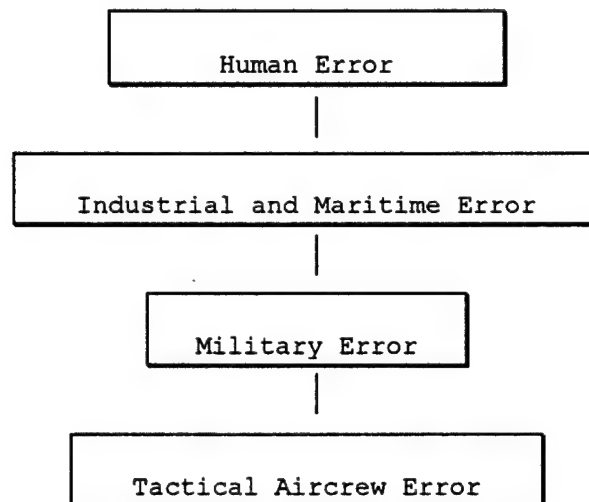 Human Error
Industrial and Maritime Error
Military Error
Tactical Aircrew Error